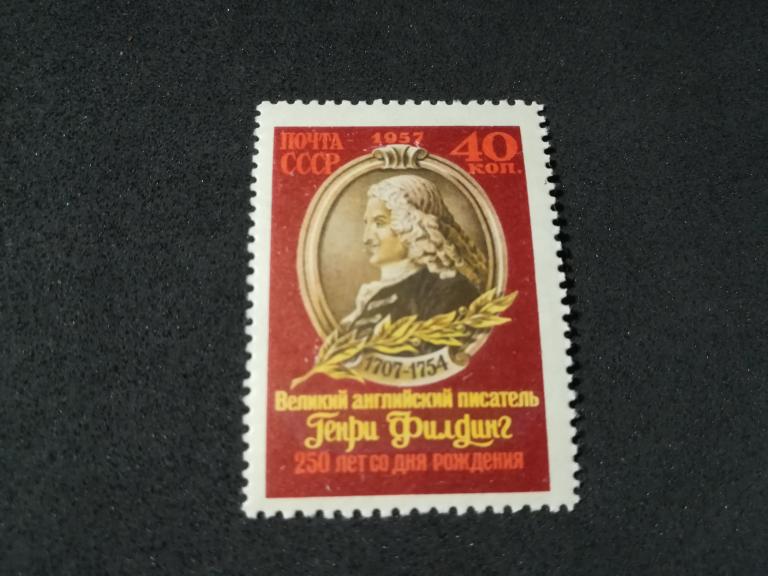 ПОЧТА 1957 40
СССР коп.
1707-1754
Великий английский писатель
Генри Филдинг
250 лет со дня рождения